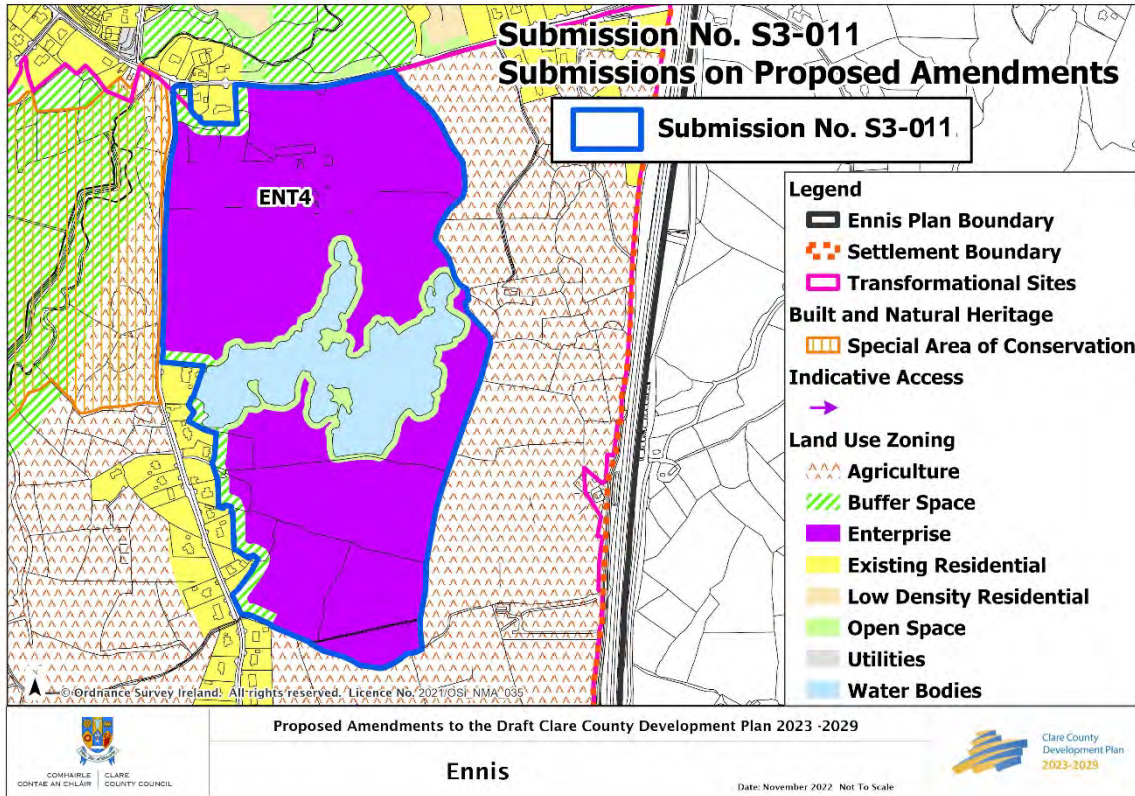 Submission No. S3-011
Submissions on Proposed Amendments
Submission No. S3-011
ENT4
Legend
Ennis Plan Boundary
Settlement Boundary
Transformational Sites
Built and Natural Heritage
Special Area of Conservation
Indicative Access
Land Use Zoning
Agriculture
Buffer Space
Enterprise
Existing Residential
Low Density Residential
Open Space
Utilities
Water Bodies
© Ordnance Survey Ireland. All rights reserved. Licence No. 2021/OSi_NMA_035
COMHAIRLE CONTAE AN CHLÁIR
CLARE COUNTY COUNCIL
Proposed Amendments to the Draft Clare County Development Plan 2023 -2029
Ennis
Date: November 2022 Not To Scale
Clare County
Development Plan
2023-2029